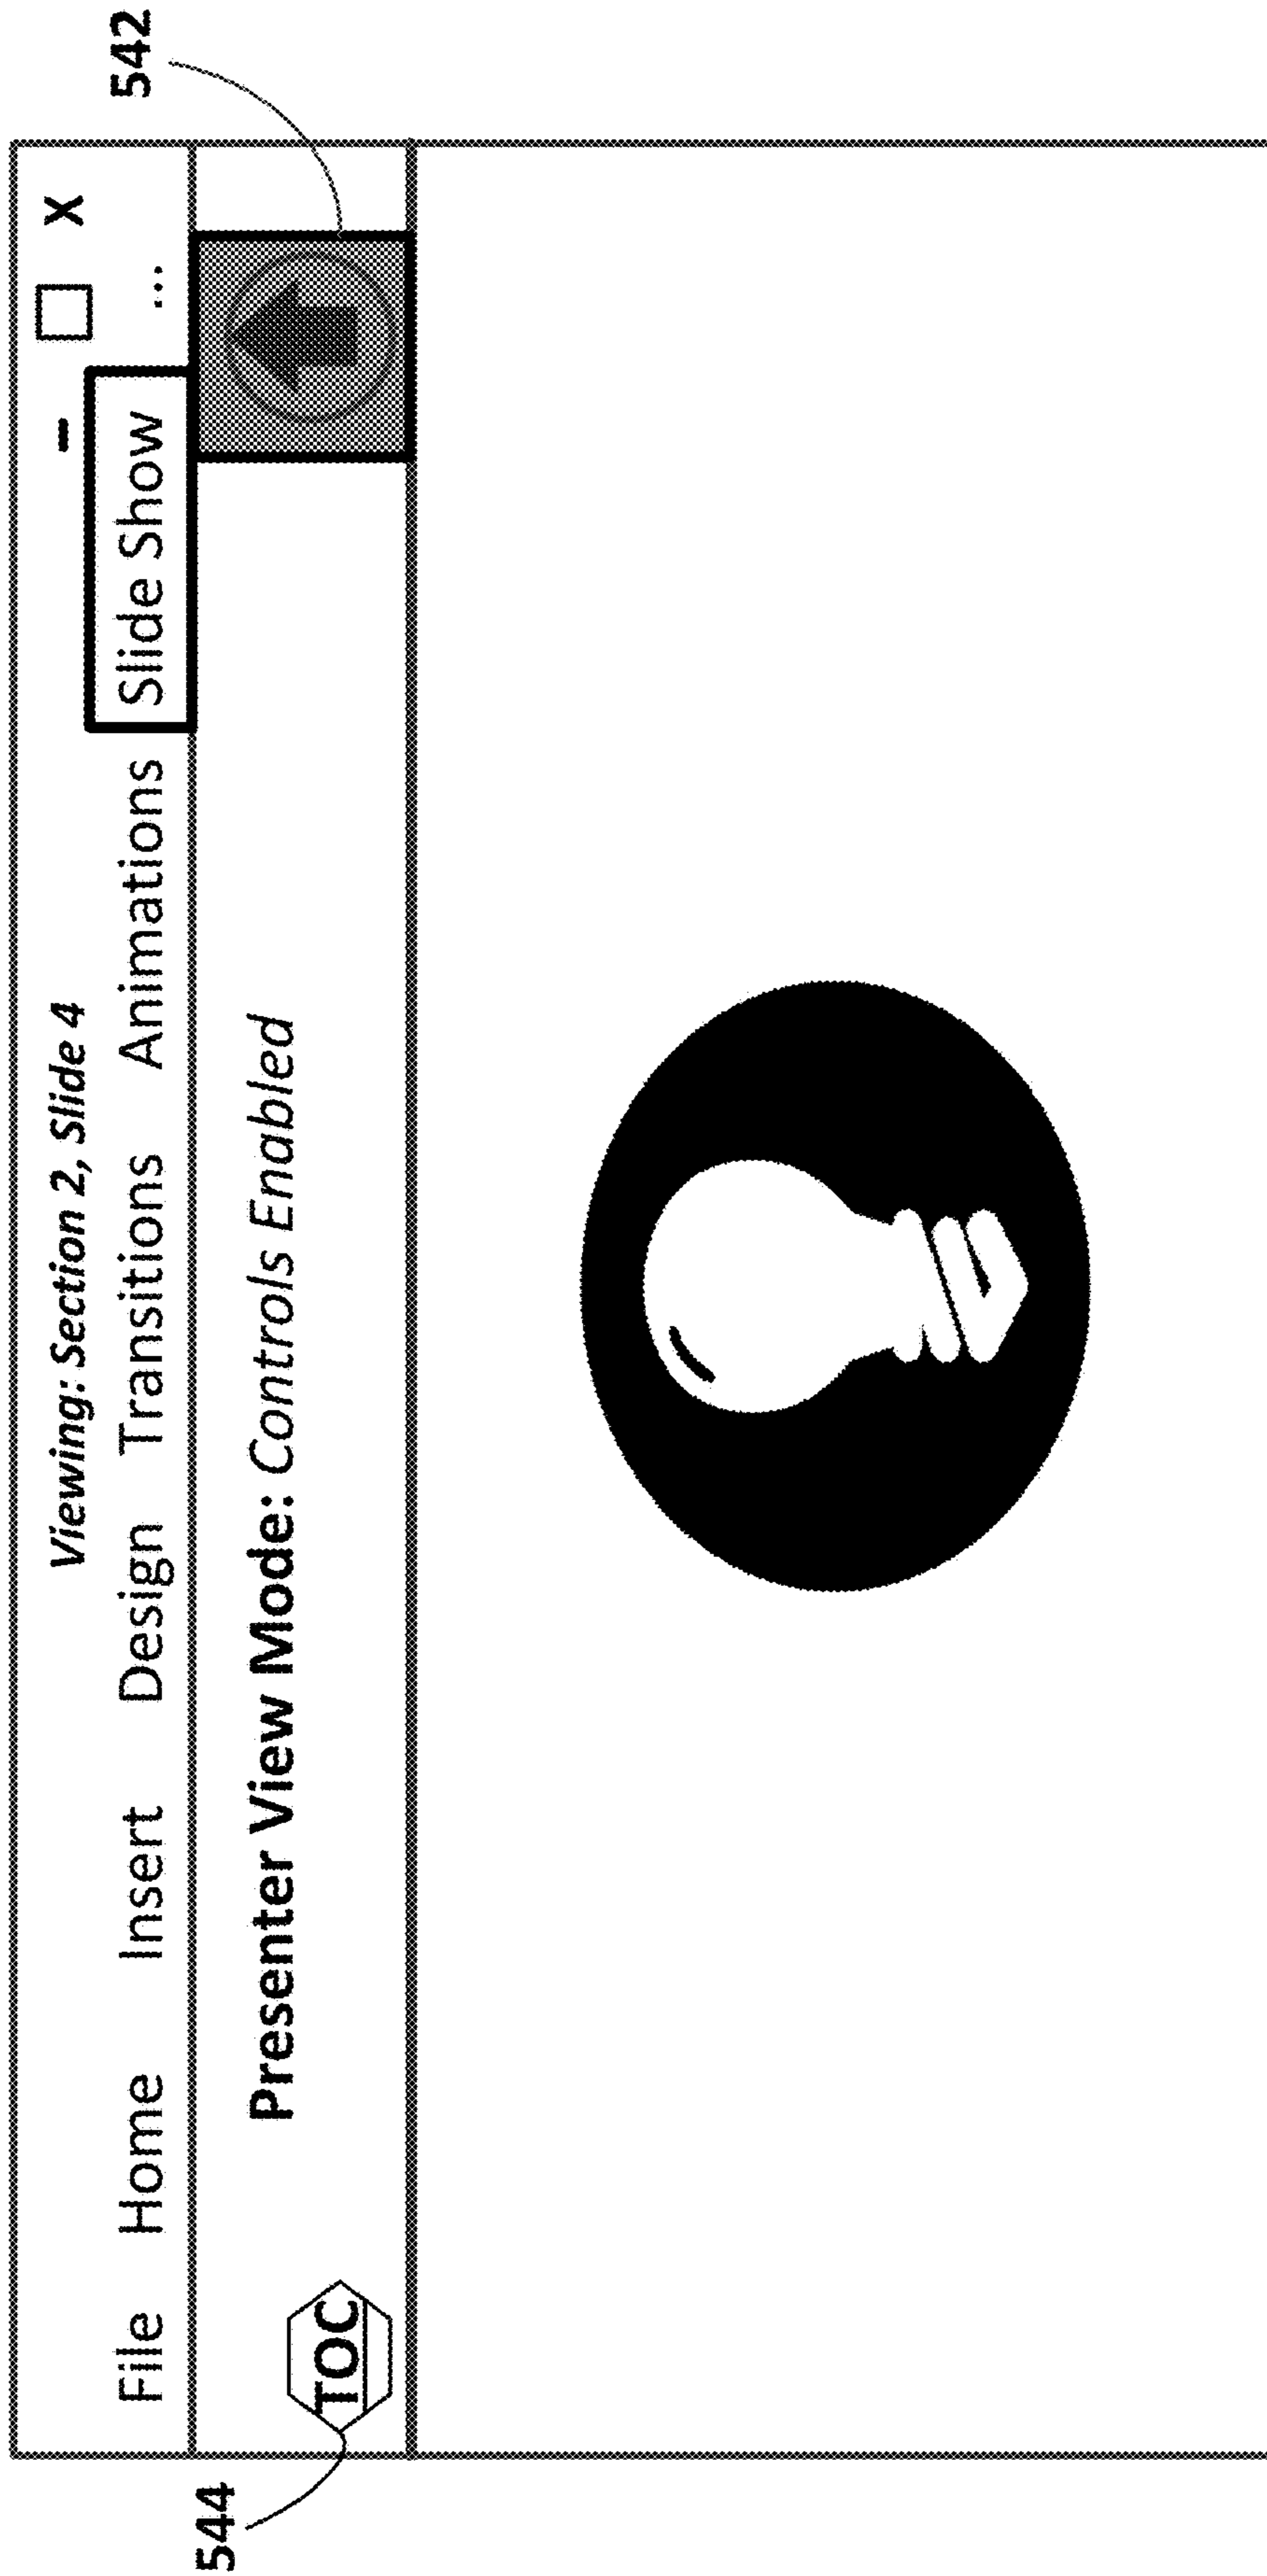 542
Viewing: Section 2, Slide 4
– X
File Home Insert Design Transitions Animations Slide Show ...
Presenter View Mode: Controls Enabled
TOC
544